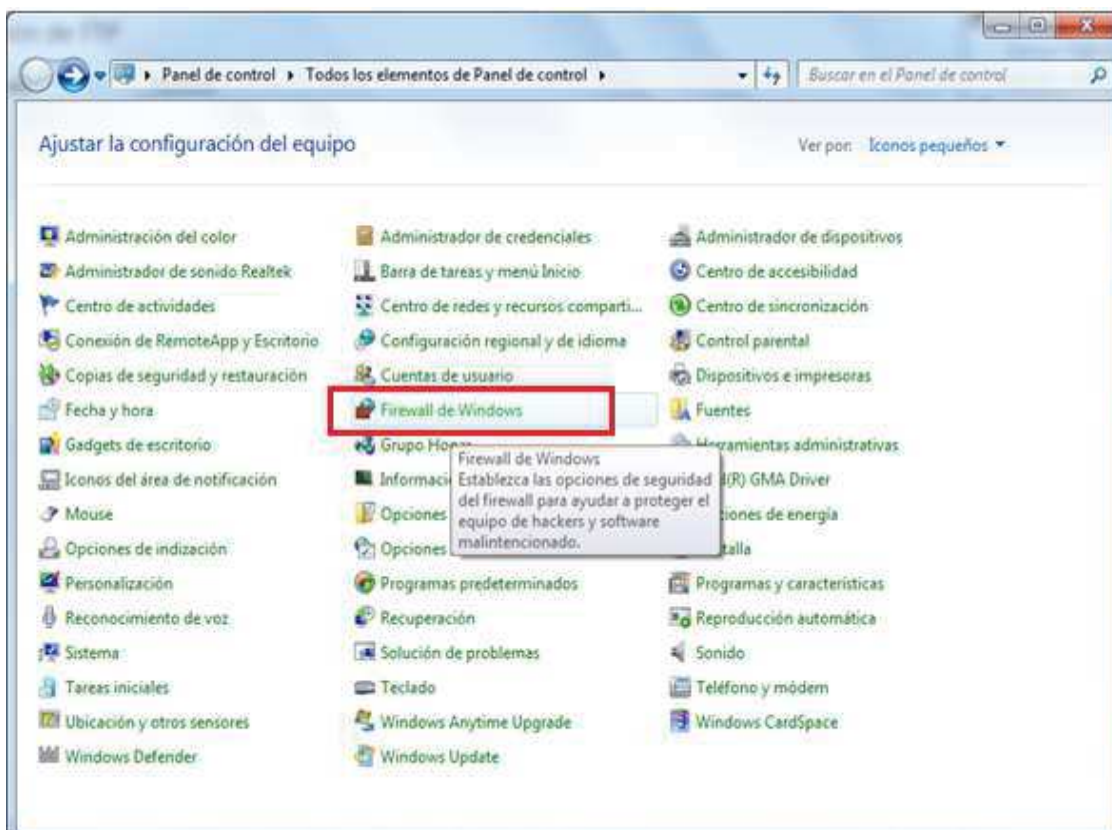 Panel de control ▸ Todos los elementos de Panel de control ▸
Buscar en el Panel de control
Ajustar la configuración del equipo
Ver por: Iconos pequeños
Administración del color
Administrador de credenciales
Administrador de dispositivos
Administrador de sonido Realtek
Barra de tareas y menú Inicio
Centro de accesibilidad
Centro de actividades
Centro de redes y recursos comparti...
Centro de sincronización
Conexión de RemoteApp y Escritorio
Configuración regional y de idioma
Control parental
Copias de seguridad y restauración
Cuentas de usuario
Dispositivos e impresoras
Fecha y hora
Firewall de Windows
Fuentes
Gadgets de escritorio
Grupo
Herramientas administrativas
Firewall de Windows
Establezca las opciones de seguridad
del firewall para ayudar a proteger el
equipo de hackers y software
malintencionado.
Iconos del área de notificación
(R) GMA Driver
Mouse
Opciones
de energía
Opciones de indización
Opciones
Personalización
Programas predeterminados
Programas y características
Reconocimiento de voz
Recuperación
Reproducción automática
Sistema
Solución de problemas
Sonido
Tareas iniciales
Teclado
Teléfono y módem
Ubicación y otros sensores
Windows Anytime Upgrade
Windows CardSpace
Windows Defender
Windows Update